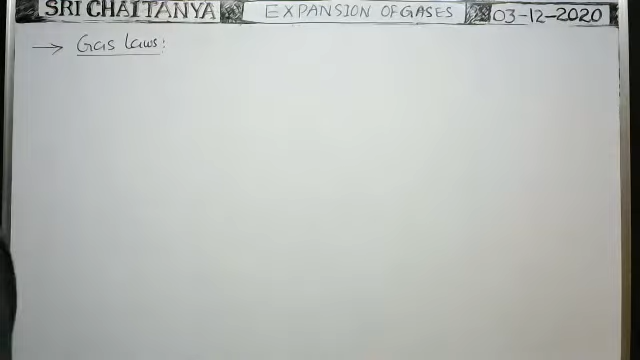 SRI CHAITANYA EXPANSION OF GASES 03-12-2020
→ Gas laws: